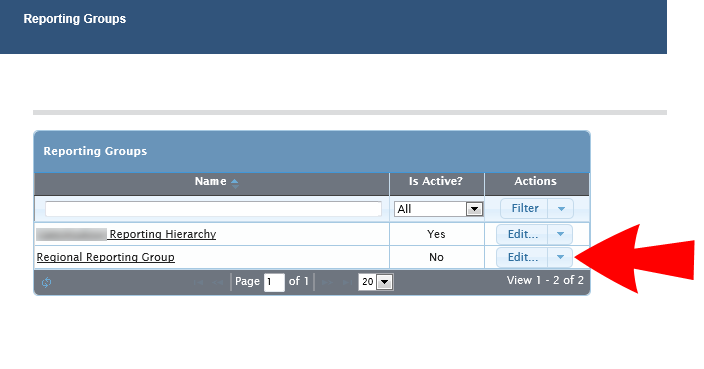 Reporting Groups
Reporting Groups
Name Is Active? Actions
All Filter
Reporting Hierarchy Yes Edit...
Regional Reporting Group No Edit...
Page 1 of 1 20 View 1 - 2 of 2